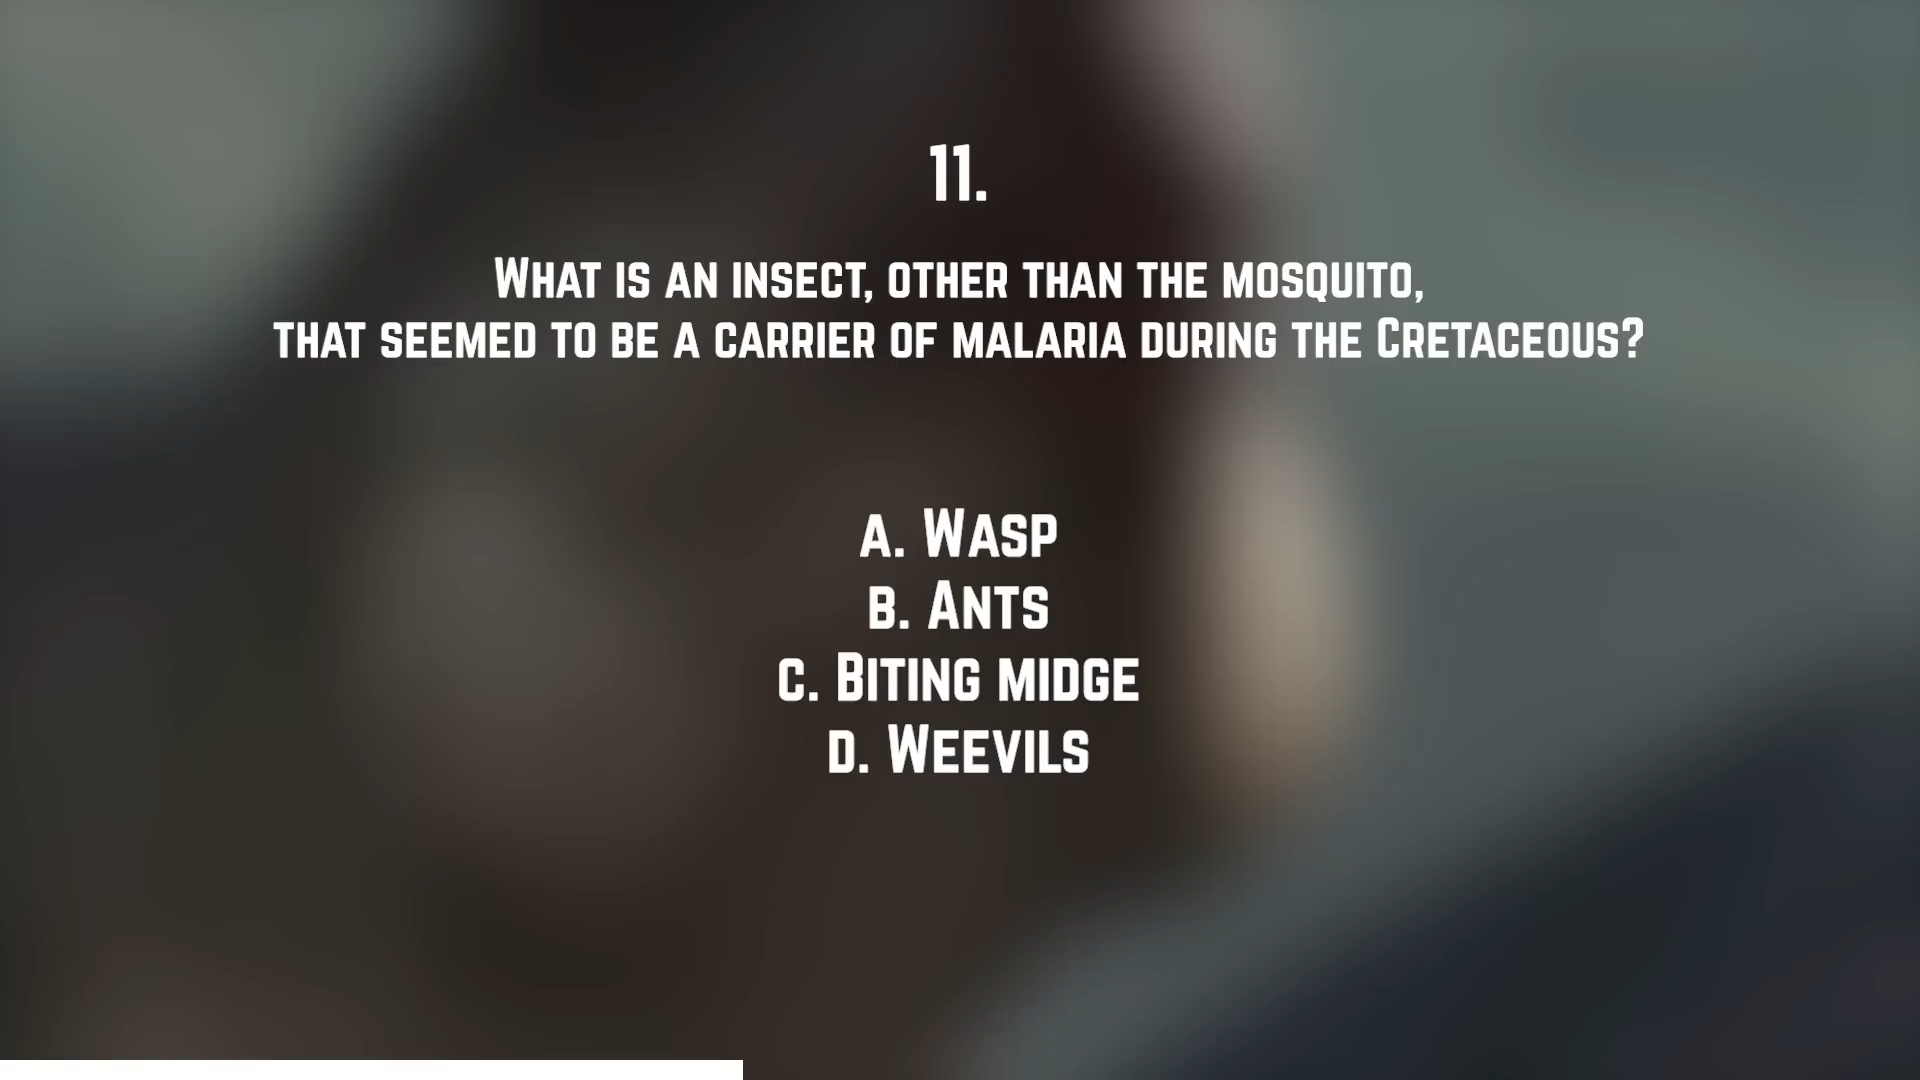 11.
What is an insect, other than the mosquito,
that seemed to be a carrier of malaria during the Cretaceous?
a. Wasp
b. Ants
c. Biting midge
d. Weevils